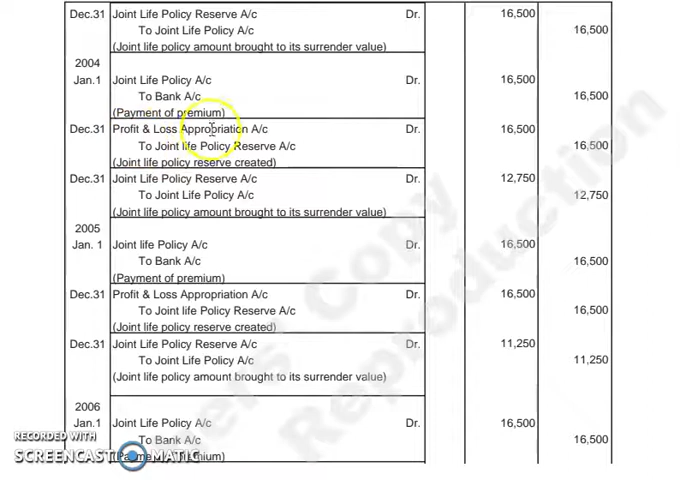 Dec.31 Joint Life Policy Reserve A/c Dr. 16,500
To Joint Life Policy A/c 16,500
(Joint life policy amount brought to its surrender value)
2004
Jan.1 Joint Life Policy A/c Dr. 16,500
To Bank A/c 16,500
(Payment of premium)
Dec.31 Profit & Loss Appropriation A/c Dr. 16,500
To Joint life Policy Reserve A/c 16,500
(Joint life policy reserve created)
Dec.31 Joint Life Policy Reserve A/c Dr. 12,750
To Joint Life Policy A/c 12,750
(Joint life policy amount brought to its surrender value)
2005
Jan. 1 Joint life Policy A/c Dr. 16,500
To Bank A/c 16,500
(Payment of premium)
Dec.31 Profit & Loss Appropriation A/c Dr. 16,500
To Joint life Policy Reserve A/c 16,500
(Joint life policy reserve created)
Dec.31 Joint Life Policy Reserve A/c Dr. 11,250
To Joint Life Policy A/c 11,250
(Joint life policy amount brought to its surrender value)
2006
Jan.1 Joint Life Policy A/c Dr. 16,500
To Bank A/c 16,500
Copy
Reproduction
RECORDED WITH
SCREENCAST MATIC